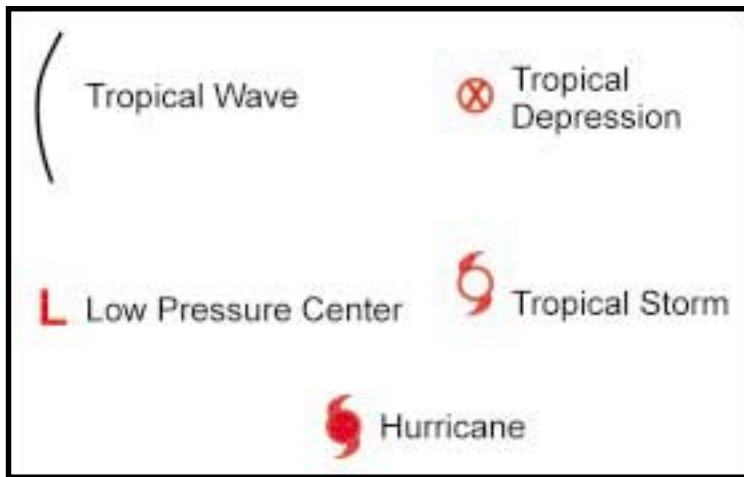 Tropical Wave
Tropical
Depression
L Low Pressure Center
Tropical Storm
Hurricane